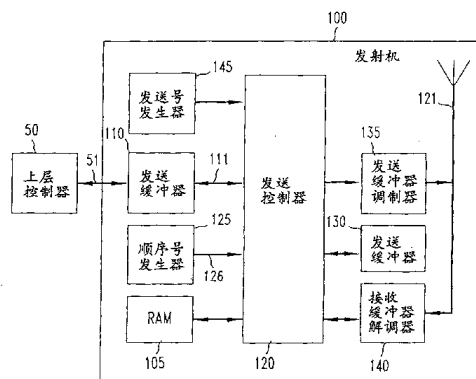 100
发射机
145
发送号
发生器
121
50
上层
控制器
51
110
发送
缓冲器
111
发送
控制器
135
发送
缓冲器
调制器
125
顺序号
发生器
126
130
发送
缓冲器
RAM
105
120
接收
缓冲器
解调器
140